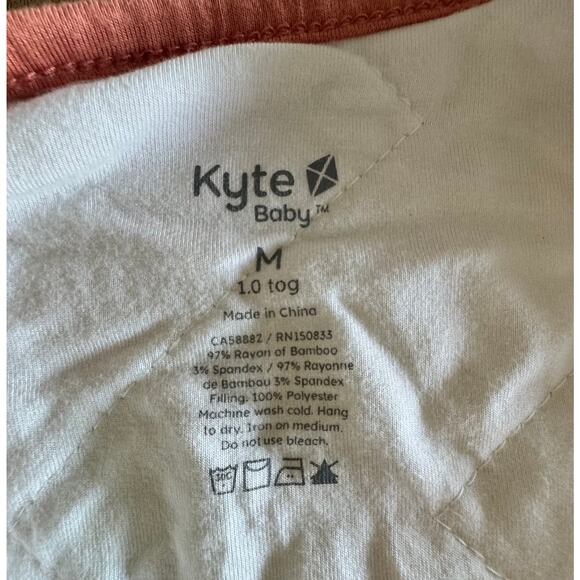 Kyte
Baby™
M
1.0 tog
Made in China
CA58882 / RN150833
97% Rayon of Bamboo
3% Spandex / 97% Rayonne
de Bambou 3% Spandex
Filling: 100% Polyester
Machine wash cold. Hang
to dry. Iron on medium.
Do not use bleach.
30C